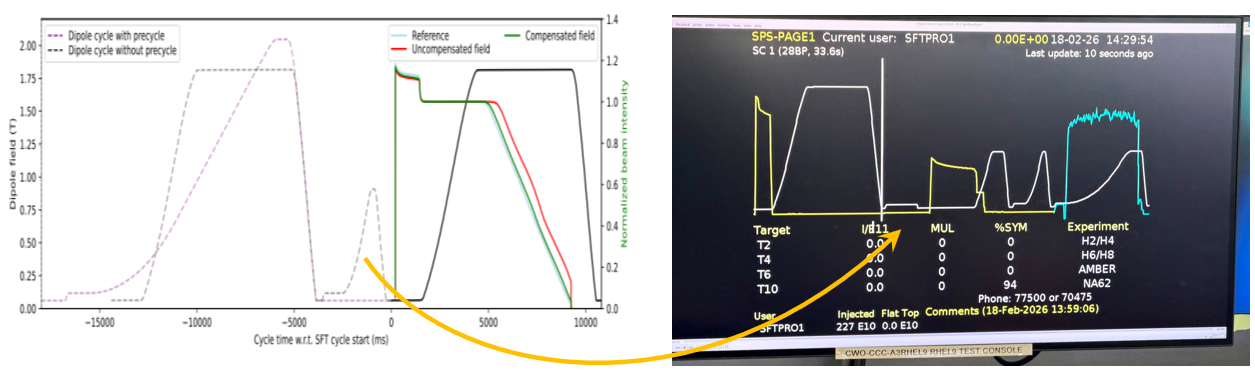 Dipole cycle with precycle
Dipole cycle without precycle
Reference
Uncompensated field
Compensated field
Dipole field (T)
2.00
1.75
1.50
1.25
1.00
0.75
0.50
0.25
0.00
1.4
1.2
1.0
0.8
0.6
0.4
0.2
0.0
Normalized beam intensity
−15000 −10000 −5000 0 5000 10000
Cycle time w.r.t. SFT cycle start (ms)
SPS-PAGE1 Current user: SFTPRO1 0.00E+00 18-02-26 14:29:54
SC 1 (28BP, 33.6s) Last update: 10 seconds ago
Target I/E11 MUL %SYM Experiment
T2 0.0 0 0 H2/H4
T4 0.0 0 0 H6/H8
T6 0.0 0 0 AMBER
T10 0.0 0 94 NA62
Phone: 77500 or 70475
User Injected Flat Top Comments (18-Feb-2026 13:59:06)
SFTPRO1 227 E10 0.0 E10
CWO-CCC-A3RHEL9 RHEL9 TEST CONSOLE